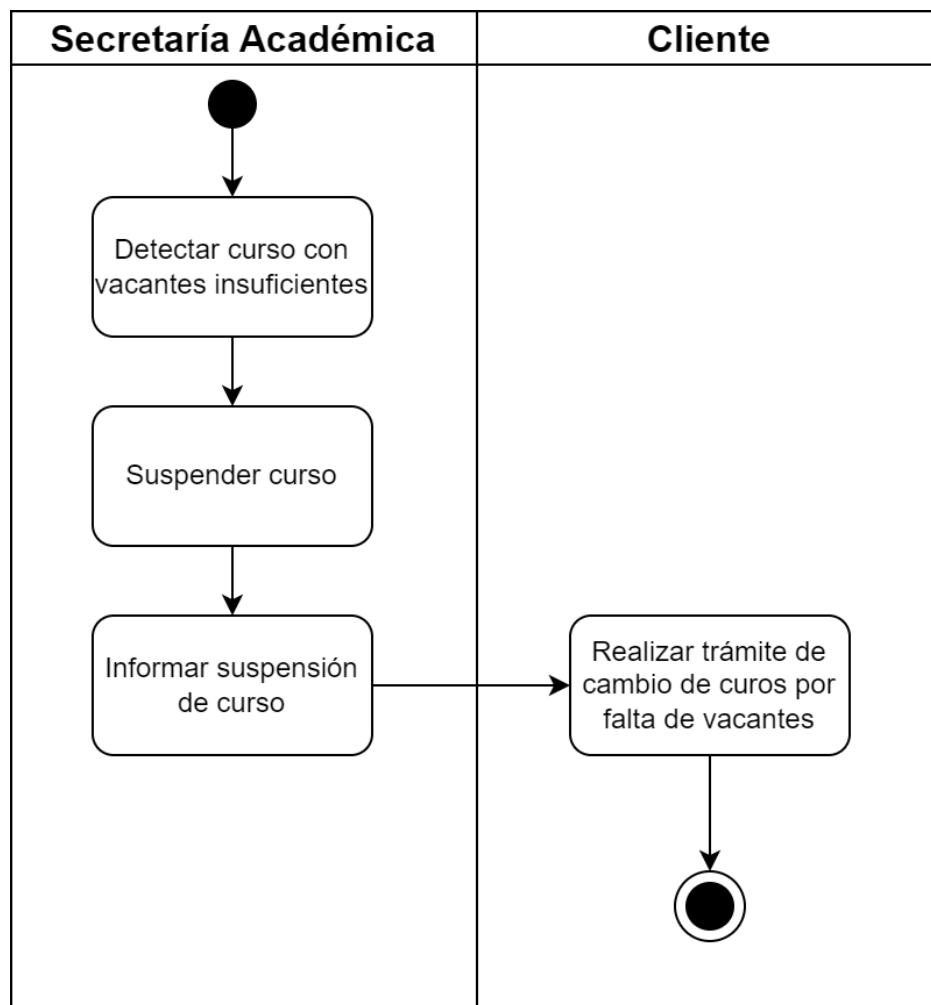 Secretaría Académica
Cliente
Detectar curso con
vacantes insuficientes
Suspender curso
Informar suspensión
de curso
Realizar trámite de
cambio de curos por
falta de vacantes